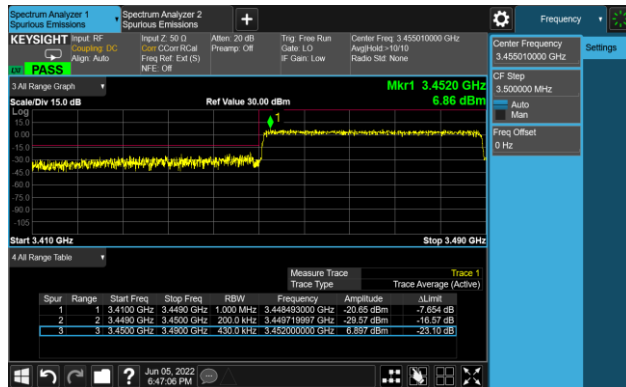 Spectrum Analyzer 1
Spurious Emissions
Spectrum Analyzer 2
Spurious Emissions
+
Frequency
KEYSIGHT
Input: RF
Coupling: DC
Align: Auto
Input Z: 50 Ω
Corr CCorr RCal
Freq Ref: Ext (S)
NFE: Off
Atten: 20 dB
Preamp: Off
Trig: Free Run
Gate: LO
IF Gain: Low
Center Freq: 3.455010000 GHz
Avg|Hold:>10/10
Radio Std: None
PASS
Center Frequency
3.455010000 GHz
Settings
CF Step
3.500000 MHz
Auto
Man
Freq Offset
0 Hz
3 All Range Graph
Mkr1 3.4520 GHz
Scale/Div 15.0 dB
Ref Value 30.00 dBm
6.86 dBm
Log
15.0
0.00
-15.0
-30.0
-45.0
-60.0
-75.0
-90.0
-105
1
Start 3.410 GHz
Stop 3.490 GHz
4 All Range Table
Measure Trace Trace 1
Trace Type Trace Average (Active)
Spur Range Start Freq Stop Freq RBW Frequency Amplitude ΔLimit
1 1 3.4100 GHz 3.4490 GHz 1.000 MHz 3.448493000 GHz -20.65 dBm -7.654 dB
2 2 3.4490 GHz 3.4500 GHz 200.0 kHz 3.449719997 GHz -29.57 dBm -16.57 dB
3 3 3.4500 GHz 3.4900 GHz 430.0 kHz 3.452000000 GHz 6.897 dBm -23.10 dB
?
Jun 05, 2022
6:47:06 PM